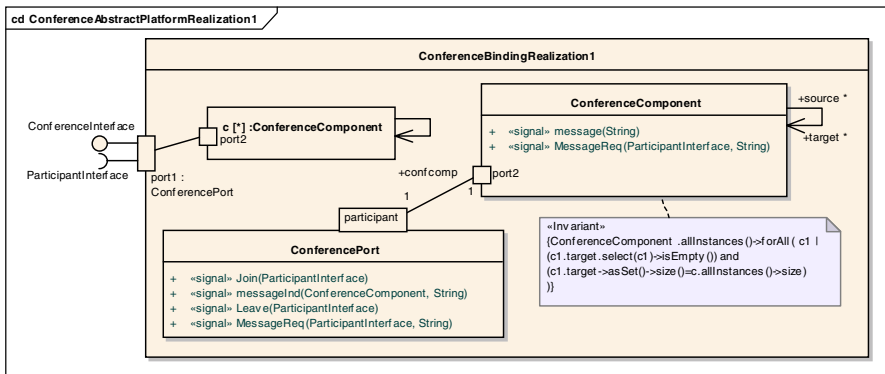 cd ConferenceAbstractPlatformRealization1
ConferenceBindingRealization1
ConferenceInterface
ParticipantInterface
port1 :
ConferencePort
c [*] :ConferenceComponent
port2
ConferenceComponent
+ «signal» message(String)
+ «signal» MessageReq(ParticipantInterface, String)
+source *
+target *
+confcomp
port2
1
1
participant
ConferencePort
+ «signal» Join(ParticipantInterface)
+ «signal» messageInd(ConferenceComponent, String)
+ «signal» Leave(ParticipantInterface)
+ «signal» MessageReq(ParticipantInterface, String)
«Invariant»
{ConferenceComponent .allInstances()->forAll( c1 |
(c1.target.select(c1)->isEmpty()) and
(c1.target->asSet()->size()=c.allInstances()->size)
)}